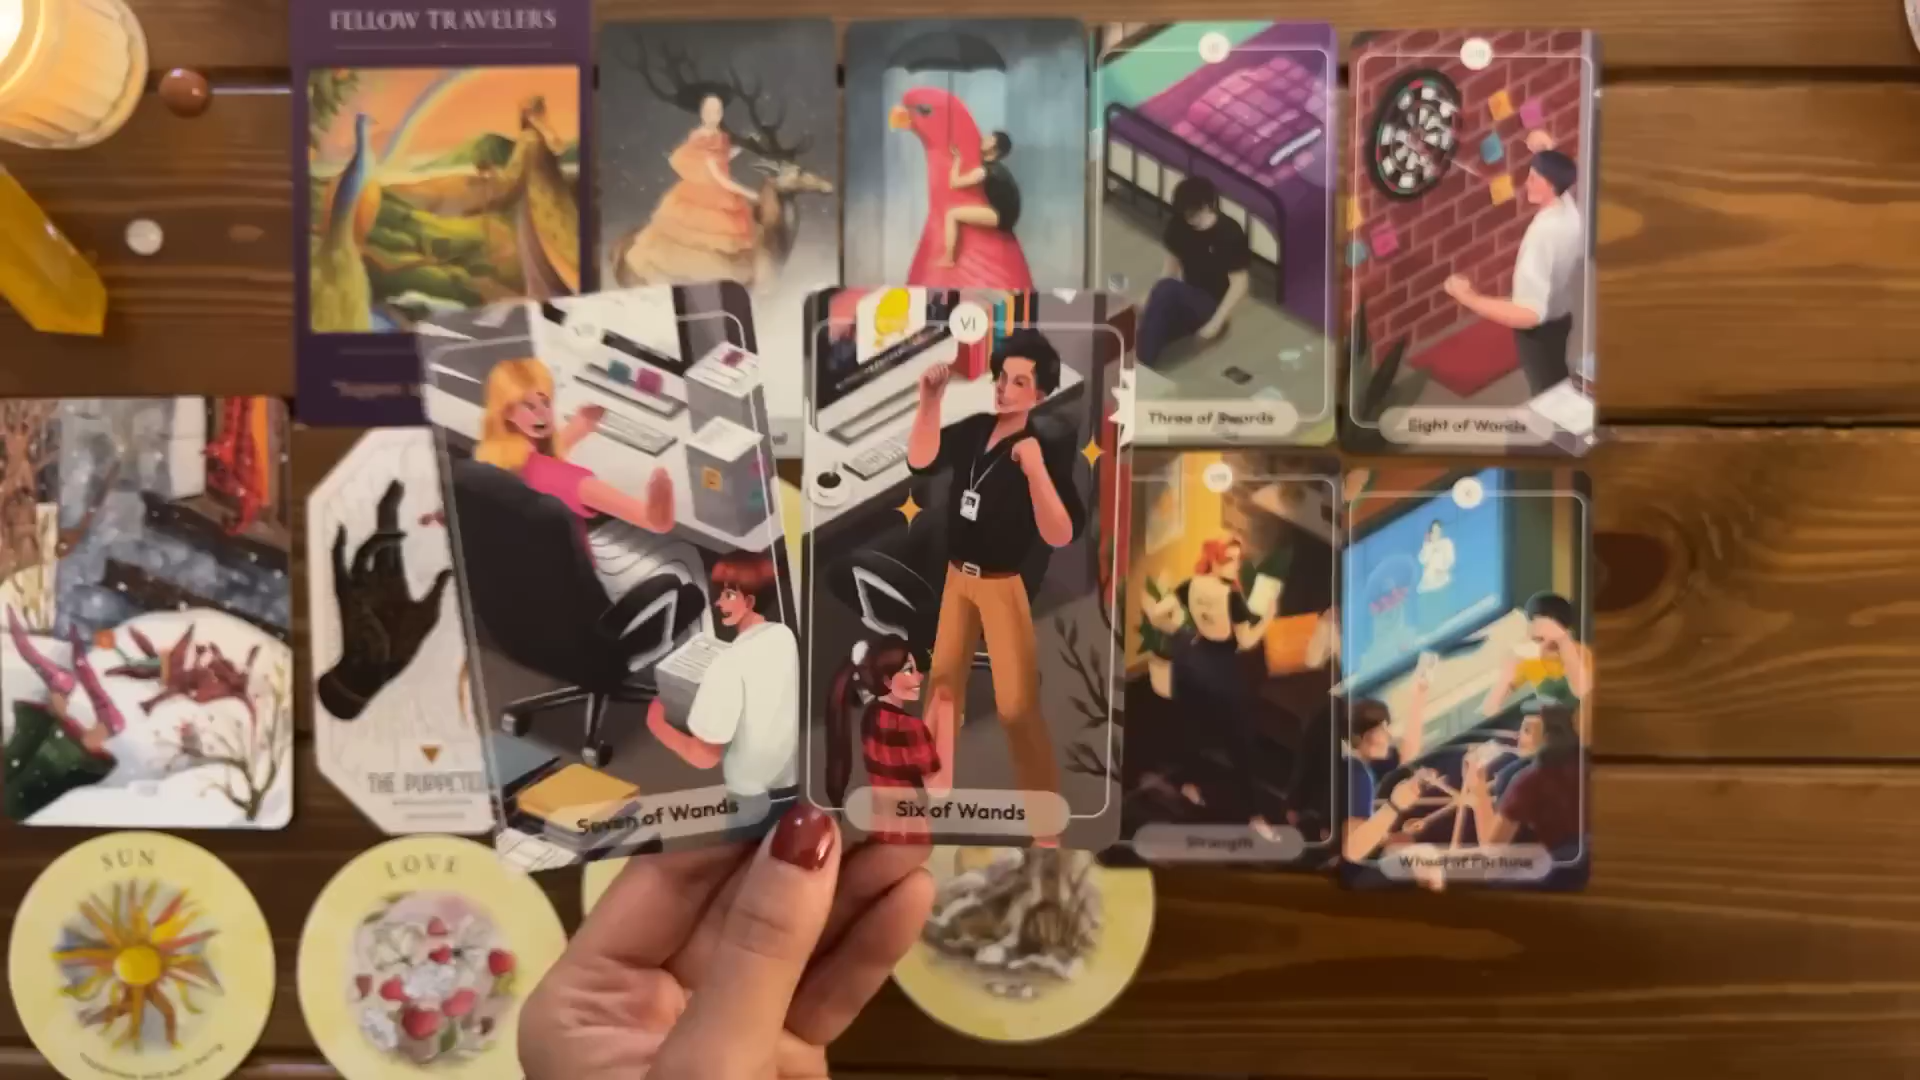 FELLOW TRAVELERS
Three of Swords
Eight of Wands
VI
Seven of Wands
Six of Wands
Strength
Wheel of Fortune
THE PUPPETE
SUN
LOVE